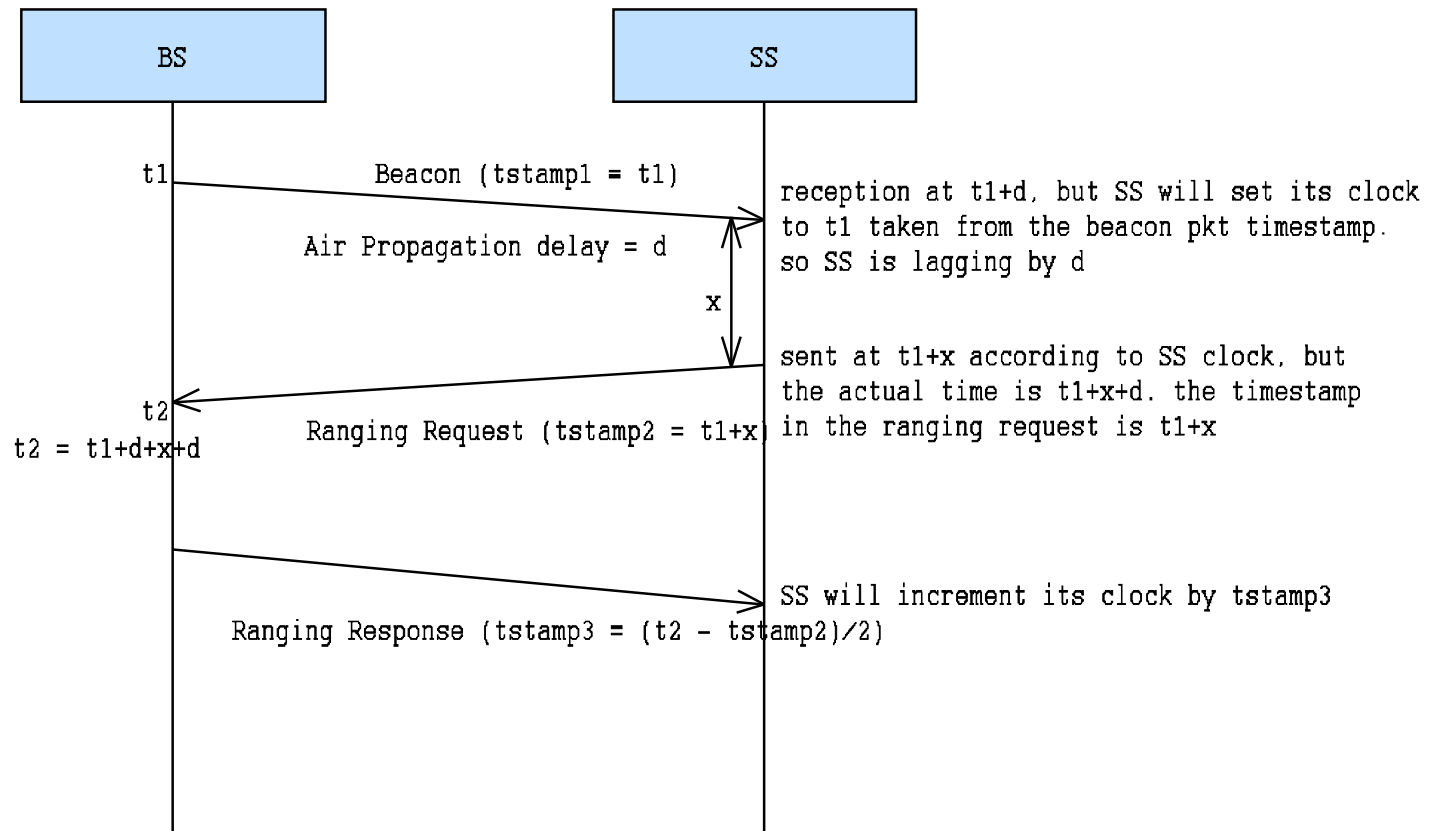 BS
SS
t1
Beacon (tstamp1 = t1)
reception at t1+d, but SS will set its clock
to t1 taken from the beacon pkt timestamp.
so SS is lagging by d
Air Propagation delay = d
x
sent at t1+x according to SS clock, but
the actual time is t1+x+d. the timestamp
in the ranging request is t1+x
t2
t2 = t1+d+x+d
Ranging Request (tstamp2 = t1+x)
SS will increment its clock by tstamp3
Ranging Response (tstamp3 = (t2 - tstamp2)/2)